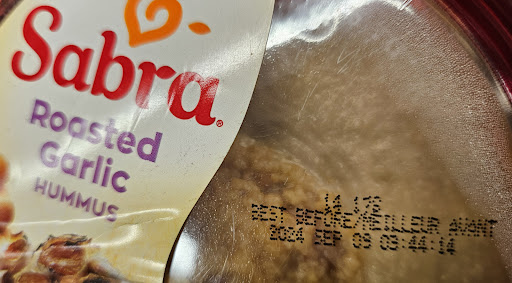 Sabra®
Roasted
Garlic
HUMMUS
14 172
BEST BEFORE/MEILLEUR AVANT
2024 SEP 09 03:44:14